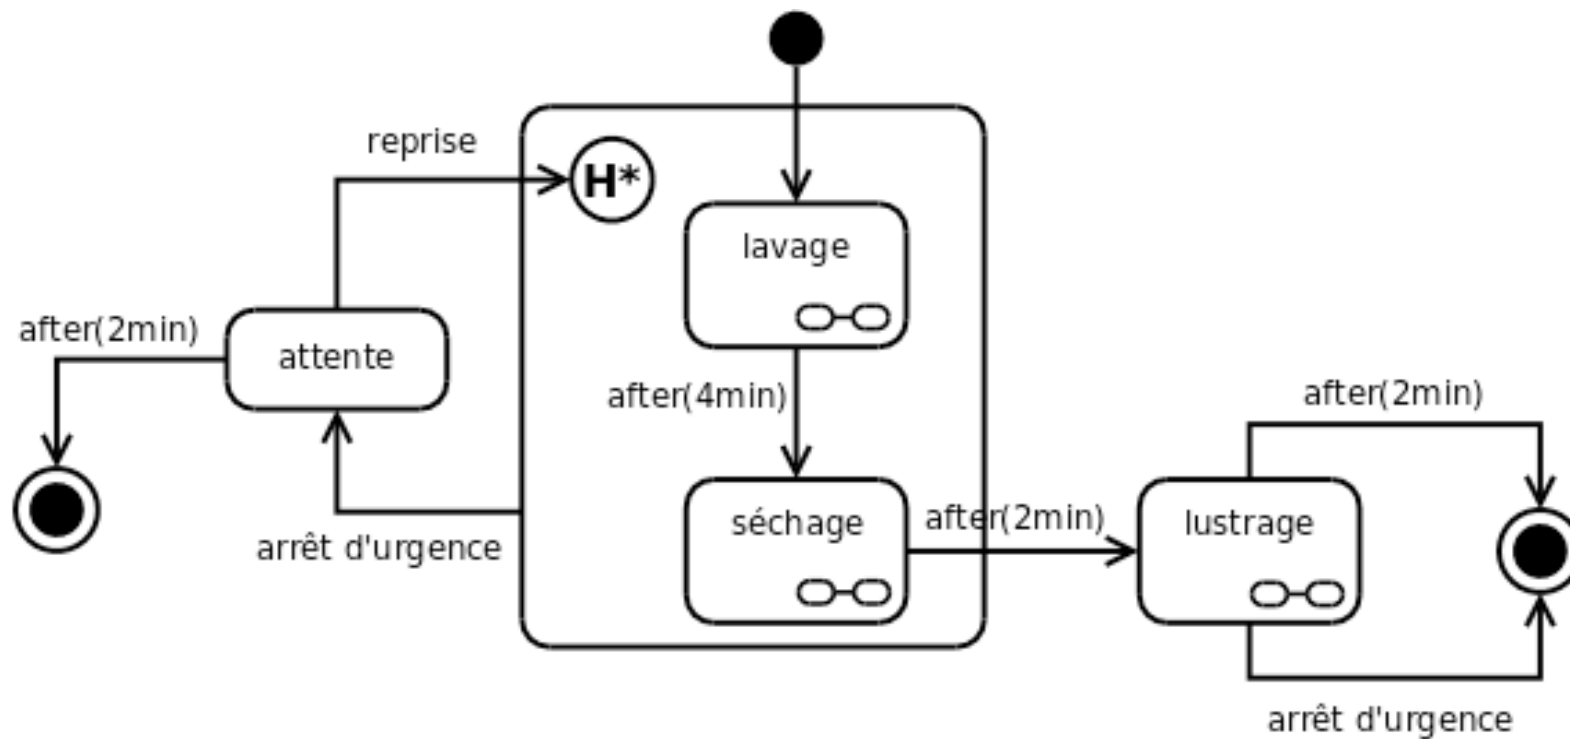 reprise
H*
lavage
after(2min)
attente
after(4min)
after(2min)
séchage
after(2min)
lustrage
arrêt d'urgence
arrêt d'urgence